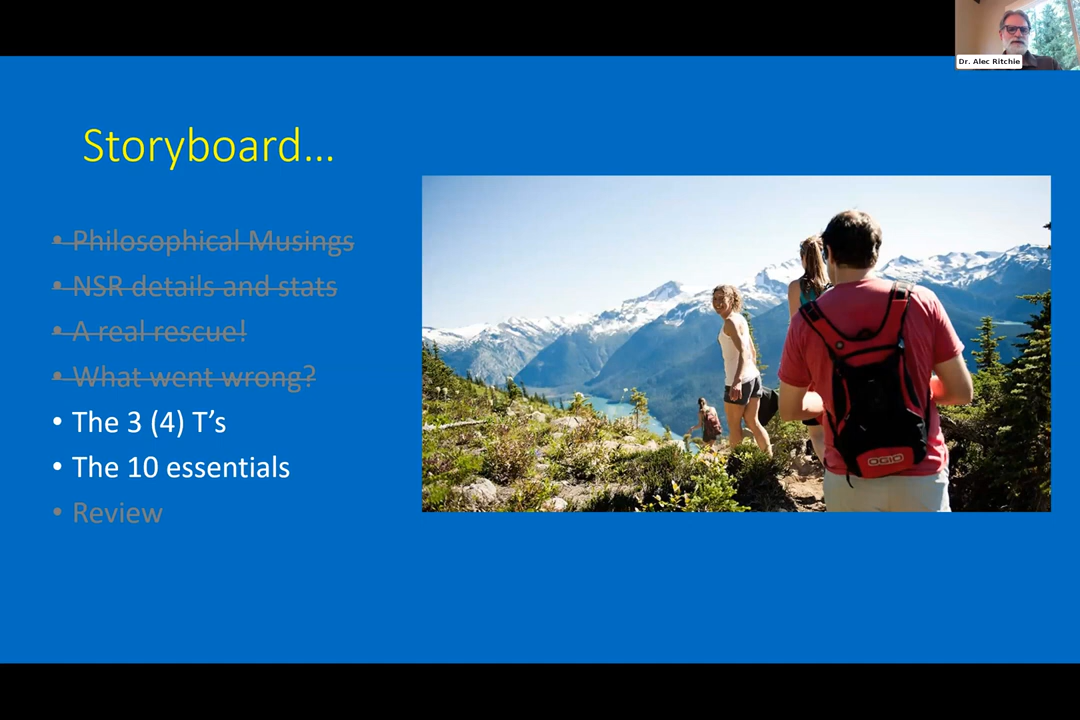 Dr. Alec Ritchie
Storyboard...
• Philosophical Musings
• NSR details and stats
• A real rescue!
• What went wrong?
• The 3 (4) T’s
• The 10 essentials
• Review
OGIO